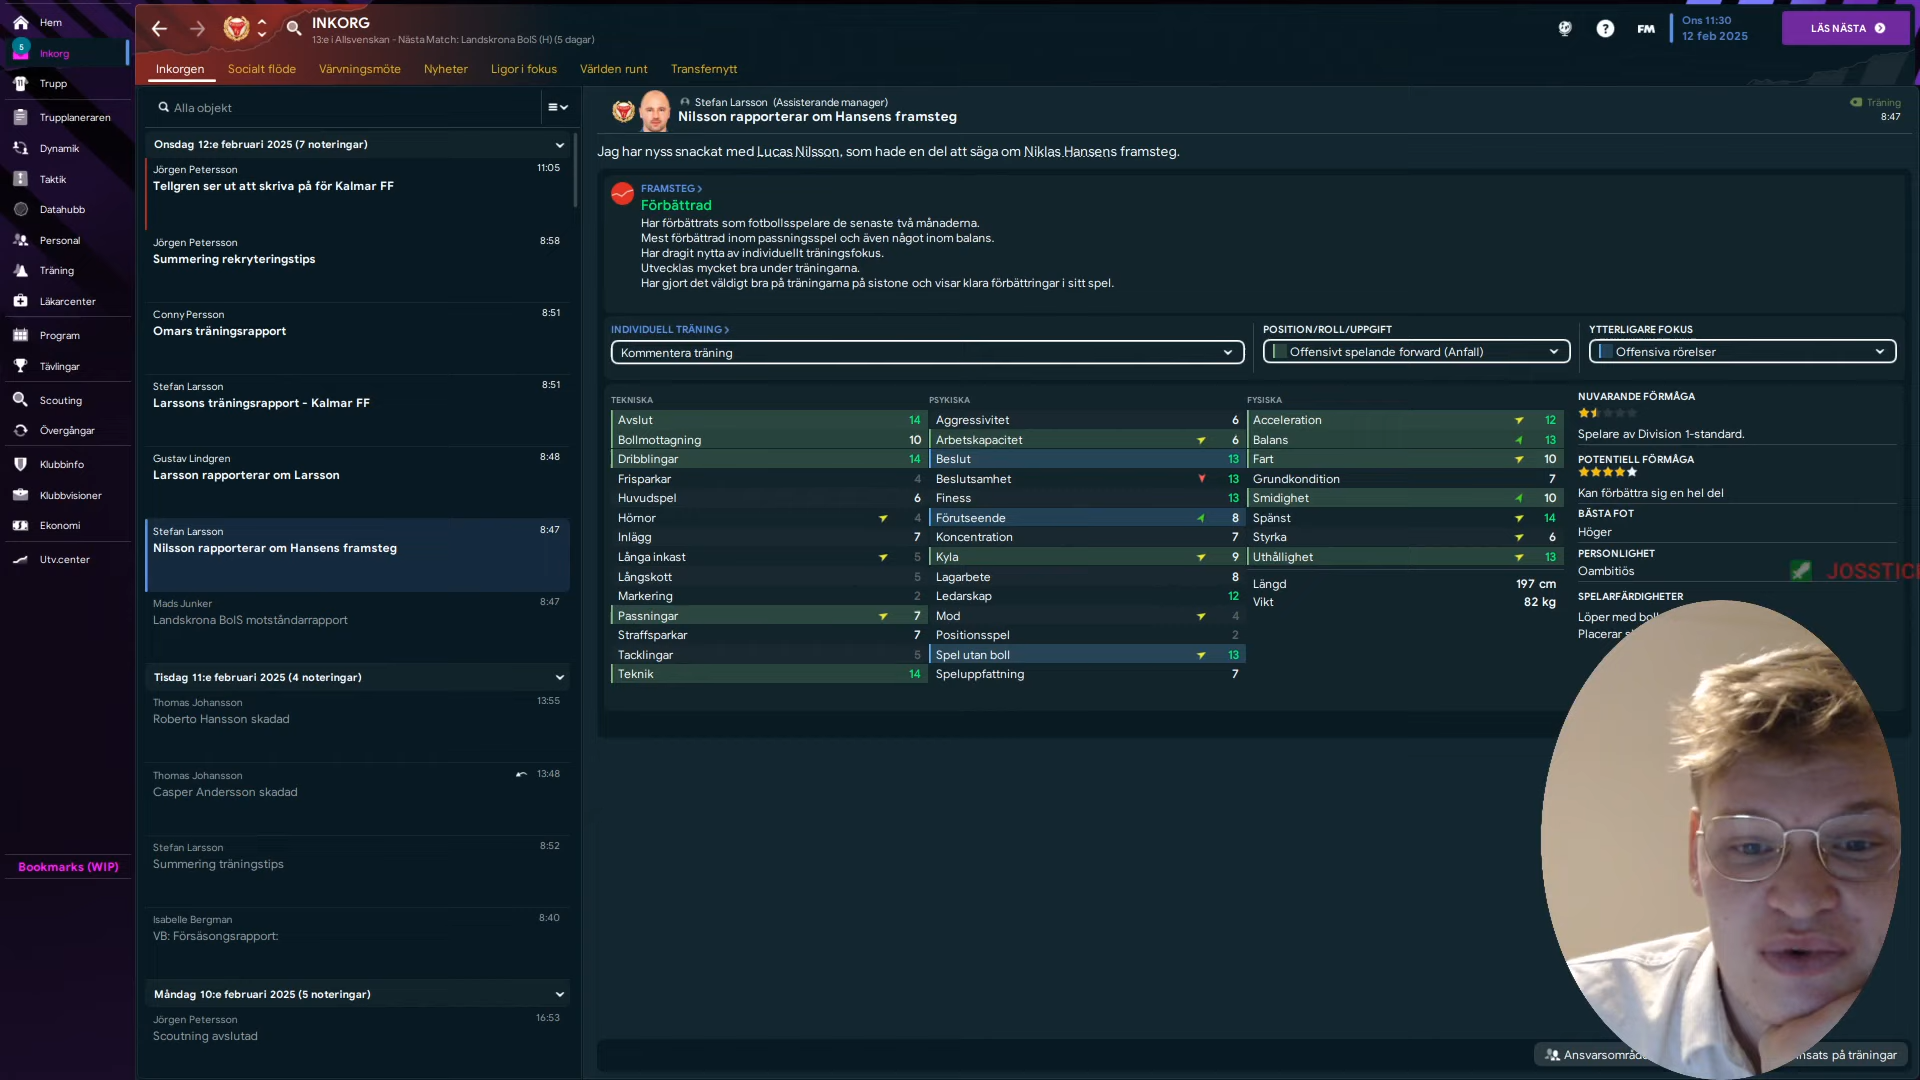 Hem
5
Inkorg
Trupp
Trupplaneraren
Dynamik
Taktik
Datahubb
Personal
Träning
Läkarcenter
Program
Tävlingar
Scouting
Övergångar
Klubbinfo
Klubbvisioner
Ekonomi
Utv.center
Bookmarks (WIP)
INKORG
13:e i Allsvenskan - Nästa Match: Landskrona BoIS (H) (5 dagar)
FM
Ons 11:30
12 feb 2025
LÄS NÄSTA
Inkorgen
Socialt flöde
Värvningsmöte
Nyheter
Ligor i fokus
Världen runt
Transfernytt
Alla objekt
Onsdag 12:e februari 2025 (7 noteringar)
Jörgen Petersson 11:05
Tellgren ser ut att skriva på för Kalmar FF
Jörgen Petersson 8:58
Summering rekryteringstips
Conny Persson 8:51
Omars träningsrapport
Stefan Larsson 8:51
Larssons träningsrapport - Kalmar FF
Gustav Lindgren 8:48
Larsson rapporterar om Larsson
Stefan Larsson 8:47
Nilsson rapporterar om Hansens framsteg
Mads Junker 8:47
Landskrona BoIS motståndarrapport
Tisdag 11:e februari 2025 (4 noteringar)
Thomas Johansson 13:55
Roberto Hansson skadad
Thomas Johansson 13:48
Casper Andersson skadad
Stefan Larsson 8:52
Summering träningstips
Isabelle Bergman 8:40
VB: Försäsongsrapport:
Måndag 10:e februari 2025 (5 noteringar)
Jörgen Petersson 16:53
Scoutning avslutad
Stefan Larsson (Assisterande manager)
Nilsson rapporterar om Hansens framsteg
Träning
8:47
Jag har nyss snackat med Lucas Nilsson, som hade en del att säga om Niklas Hansens framsteg.
FRAMSTEG
Förbättrad
Har förbättrats som fotbollsspelare de senaste två månaderna.
Mest förbättrad inom passningsspel och även något inom balans.
Har dragit nytta av individuellt träningsfokus.
Utvecklas mycket bra under träningarna.
Har gjort det väldigt bra på träningarna på sistone och visar klara förbättringar i sitt spel.
INDIVIDUELL TRÄNING
Kommentera träning
POSITION/ROLL/UPPGIFT
Offensivt spelande forward (Anfall)
YTTERLIGARE FOKUS
Offensiva rörelser
TEKNISKA
Avslut 14
Bollmottagning 10
Dribblingar 14
Frisparkar 4
Huvudspel 6
Hörnor 4
Inlägg 7
Långa inkast 5
Långskott 5
Markering 2
Passningar 7
Straffsparkar 7
Tacklingar 5
Teknik 14
PSYKISKA
Aggressivitet 6
Arbetskapacitet 6
Beslut 13
Beslutsamhet 13
Finess 13
Förutseende 8
Koncentration 7
Kyla 9
Lagarbete 8
Ledarskap 12
Mod 4
Positionsspel 2
Spel utan boll 13
Speluppfattning 7
FYSISKA
Acceleration 12
Balans 13
Fart 10
Grundkondition 7
Smidighet 10
Spänst 14
Styrka 6
Uthållighet 13
Längd 197 cm
Vikt 82 kg
NUVARANDE FÖRMÅGA
Spelare av Division 1-standard.
POTENTIELL FÖRMÅGA
Kan förbättra sig en hel del
BÄSTA FOT
Höger
PERSONLIGHET
Oambitiös
JOSSTIC
SPELARFÄRDIGHETER
Löper med
Placerar
på träningar